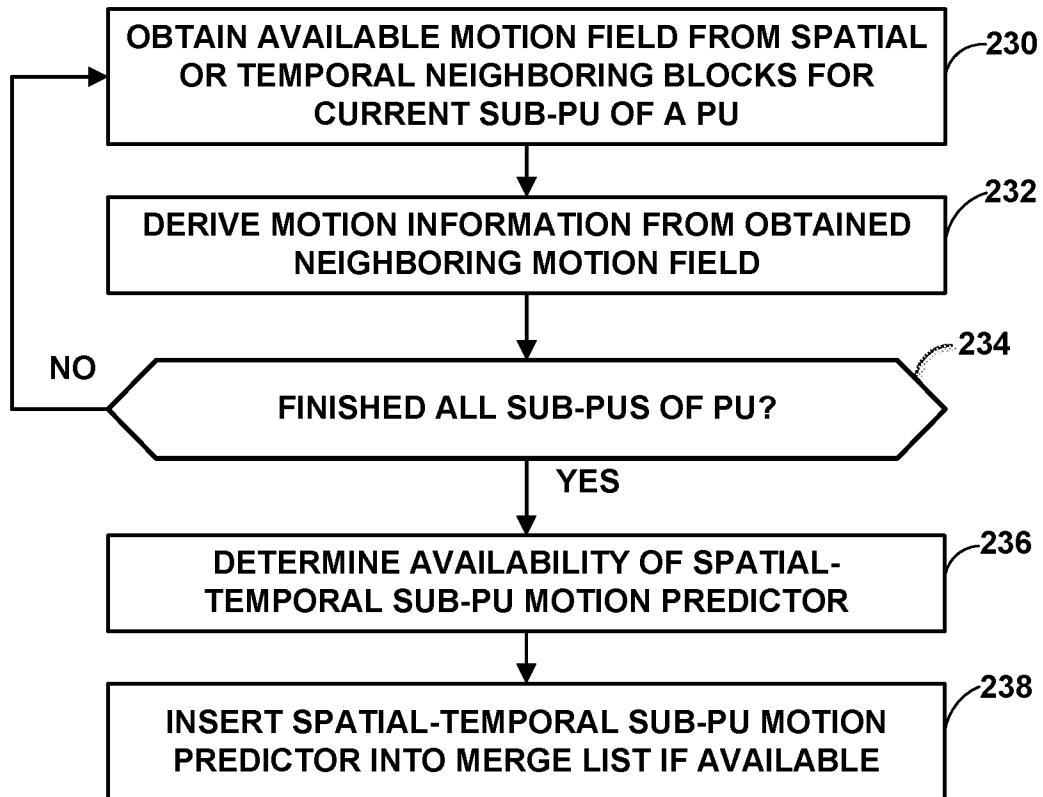 OBTAIN AVAILABLE MOTION FIELD FROM SPATIAL
OR TEMPORAL NEIGHBORING BLOCKS FOR
CURRENT SUB-PU OF A PU
230
DERIVE MOTION INFORMATION FROM OBTAINED
NEIGHBORING MOTION FIELD
232
FINISHED ALL SUB-PUS OF PU?
234
NO
YES
DETERMINE AVAILABILITY OF SPATIAL-
TEMPORAL SUB-PU MOTION PREDICTOR
236
INSERT SPATIAL-TEMPORAL SUB-PU MOTION
PREDICTOR INTO MERGE LIST IF AVAILABLE
238